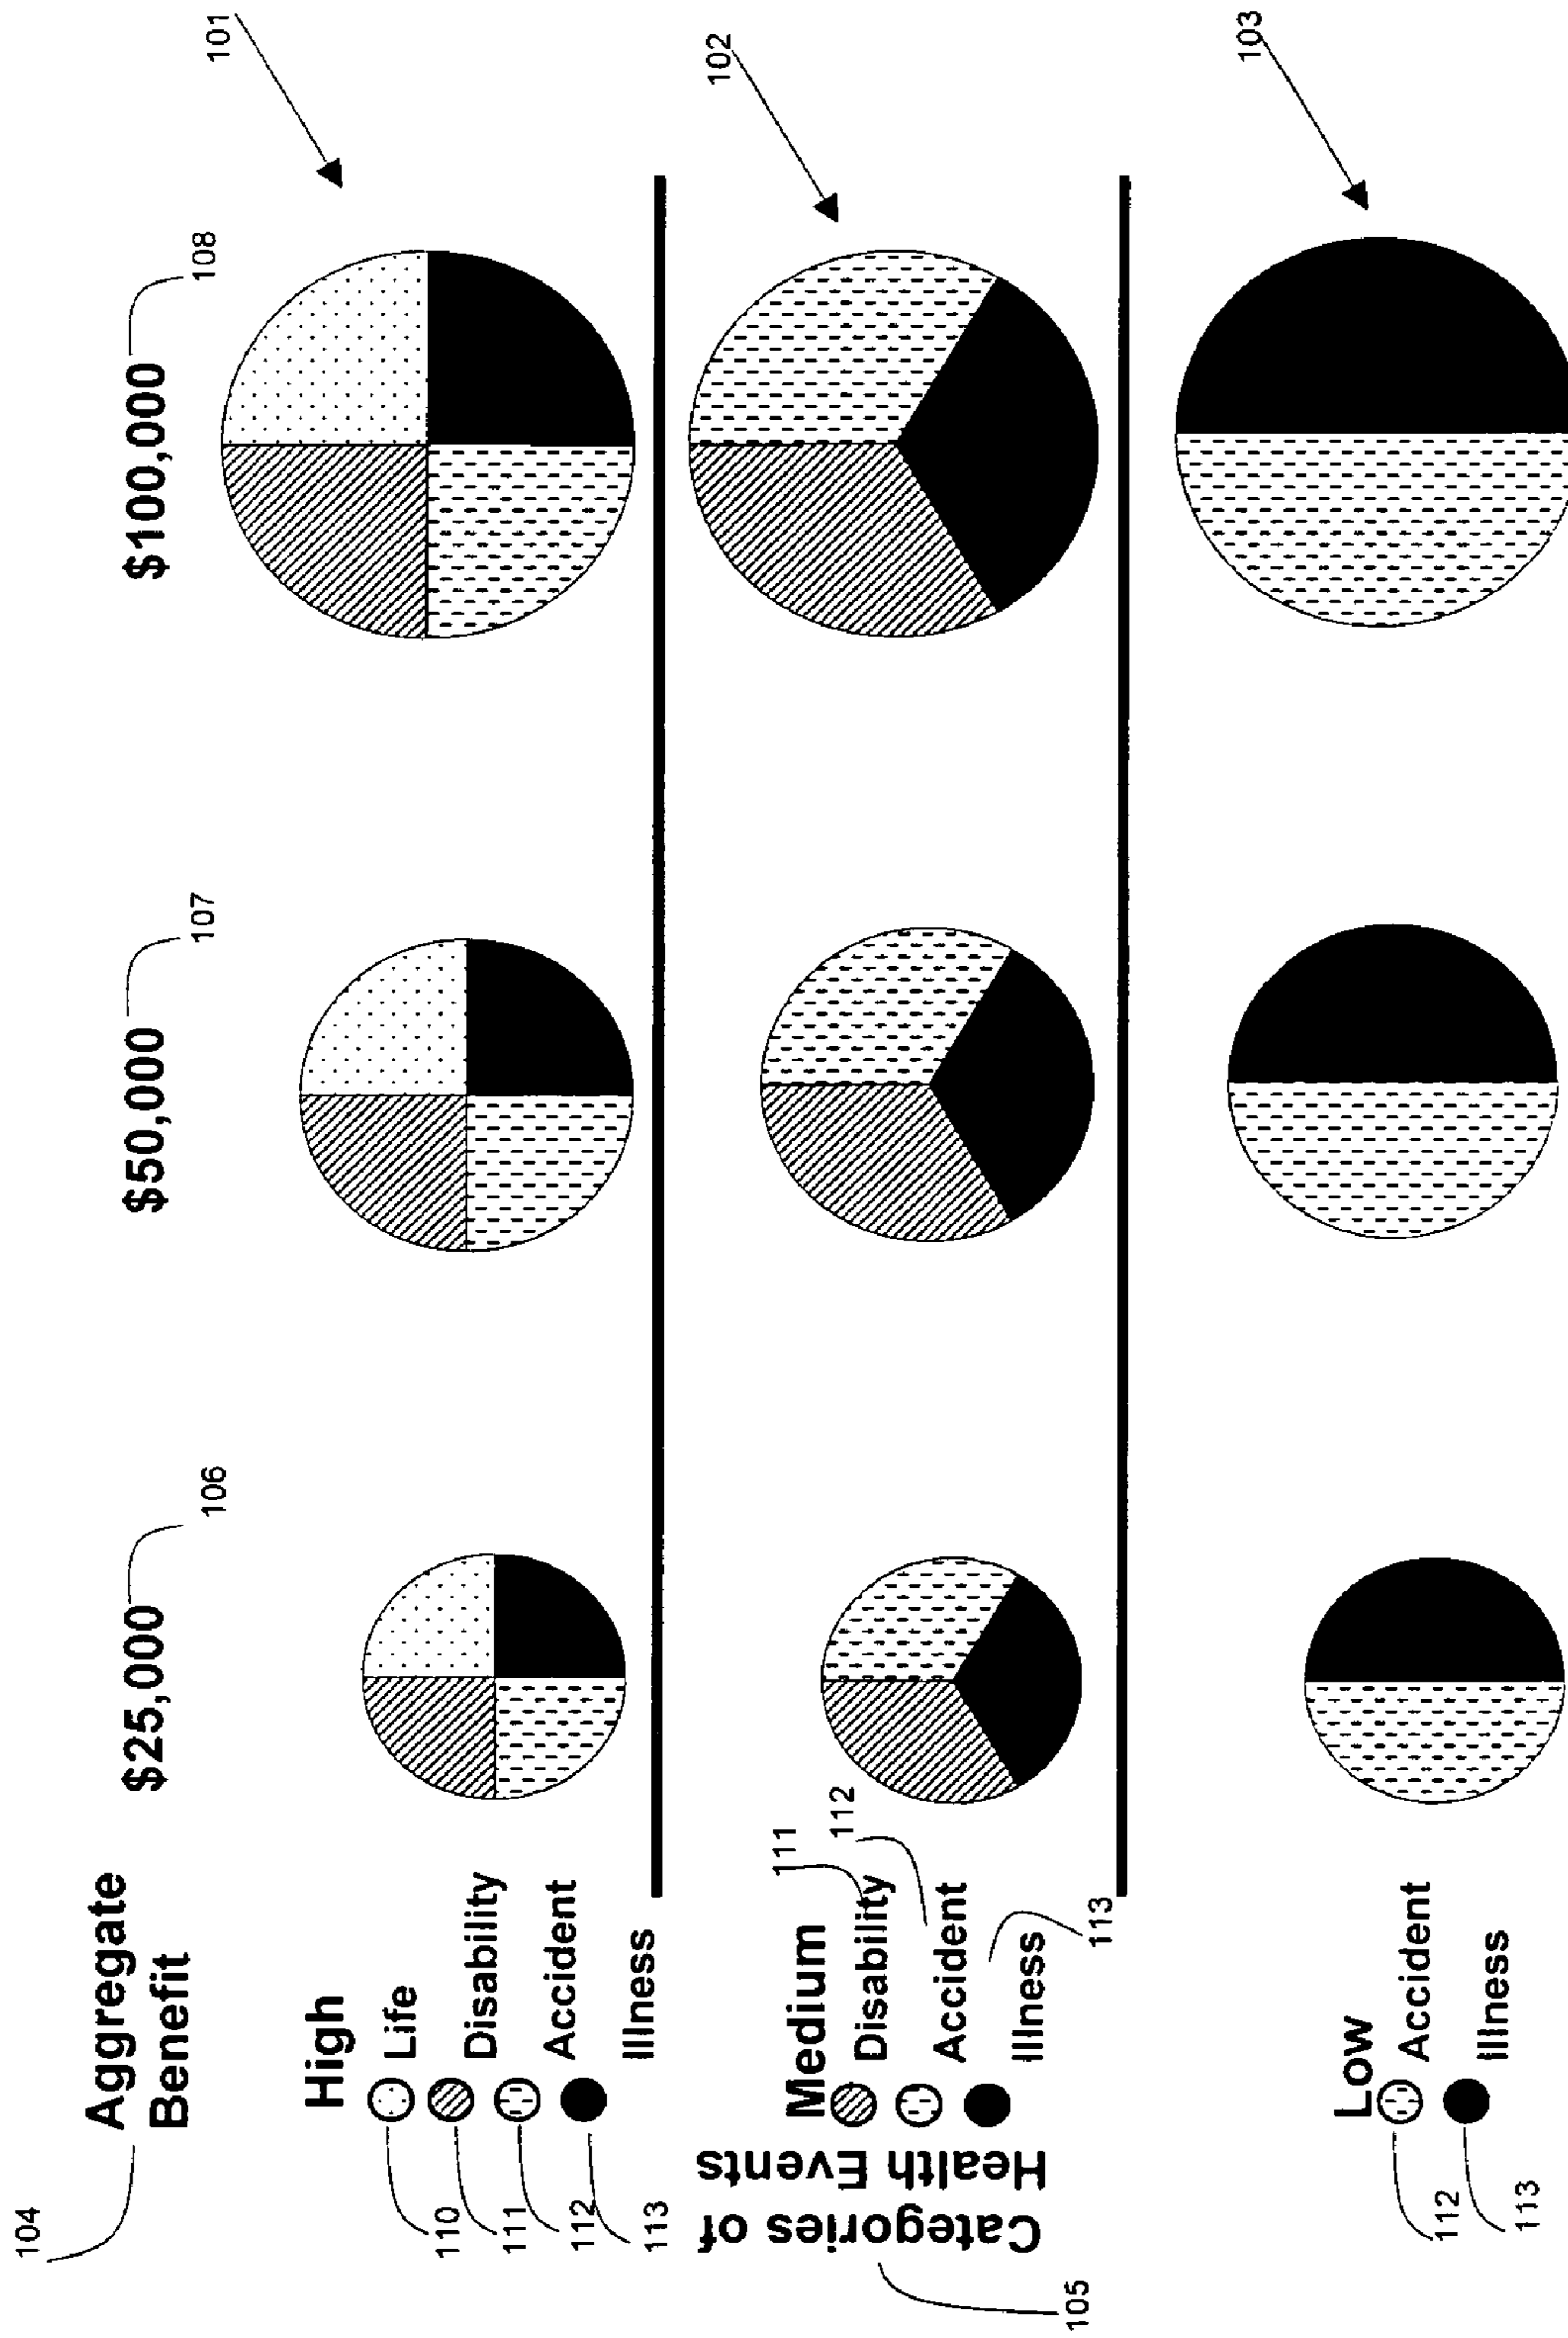 104
Aggregate
Benefit
$25,000
106
$50,000
107
$100,000
108
101
High
Life
Disability
Accident
Illness
110
111
112
113
Categories of
Health Events
105
Medium
Disability
Accident
Illness
111
112
113
102
Low
Accident
Illness
112
113
103